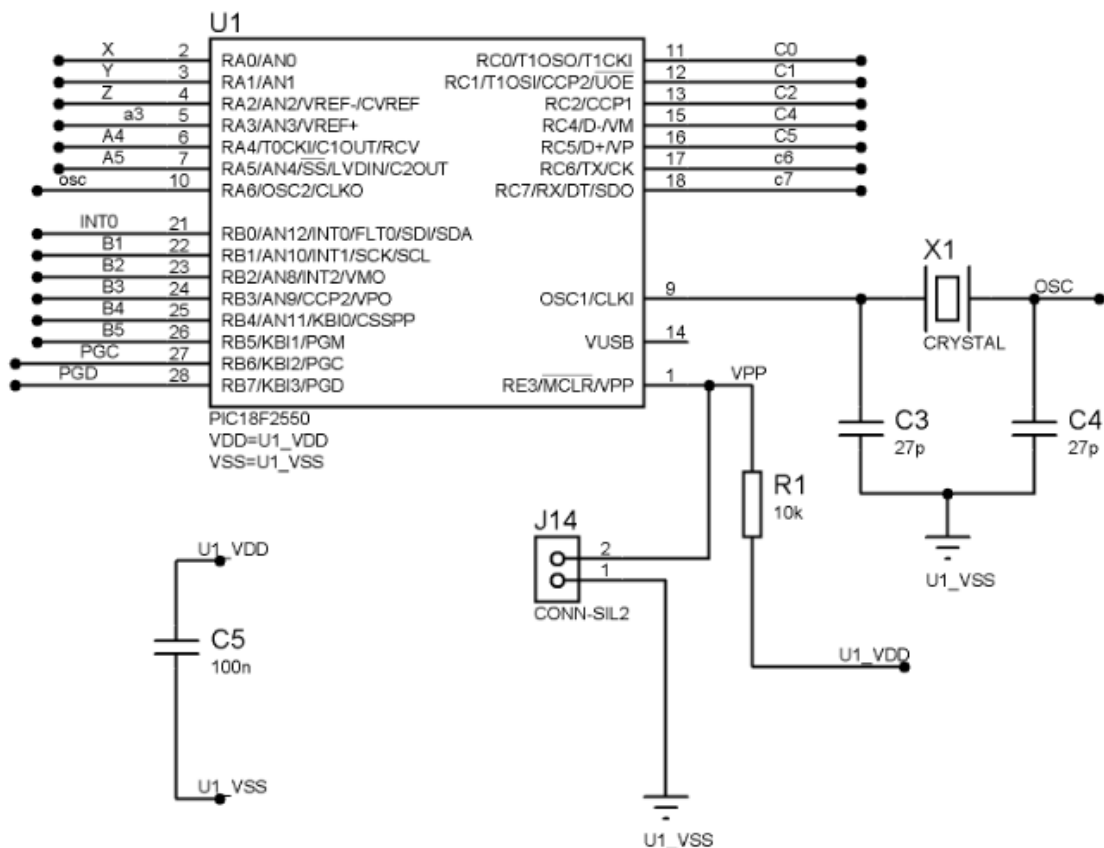 U1
X 2 RA0/AN0 RC0/T1OSO/T1CKI 11 C0
Y 3 RA1/AN1 RC1/T1OSI/CCP2/UOE 12 C1
Z 4 RA2/AN2/VREF-/CVREF RC2/CCP1 13 C2
a3 5 RA3/AN3/VREF+ RC4/D-/VM 15 C4
A4 6 RA4/T0CKI/C1OUT/RCV RC5/D+/VP 16 C5
A5 7 RA5/AN4/SS/LVDIN/C2OUT RC6/TX/CK 17 c6
osc 10 RA6/OSC2/CLKO RC7/RX/DT/SDO 18 c7
INT0 21 RB0/AN12/INT0/FLT0/SDI/SDA
B1 22 RB1/AN10/INT1/SCK/SCL
B2 23 RB2/AN8/INT2/VMO
B3 24 RB3/AN9/CCP2/VPO OSC1/CLKI 9
B4 25 RB4/AN11/KBI0/CSSPP
B5 26 RB5/KBI1/PGM VUSB 14
PGC 27 RB6/KBI2/PGC
PGD 28 RB7/KBI3/PGD RE3/MCLR/VPP 1 VPP
PIC18F2550
VDD=U1_VDD
VSS=U1_VSS
X1
OSC
CRYSTAL
C3
27p
C4
27p
U1_VSS
R1
10k
U1_VDD
J14
2
1
CONN-SIL2
U1_VSS
U1_VDD
C5
100n
U1_VSS